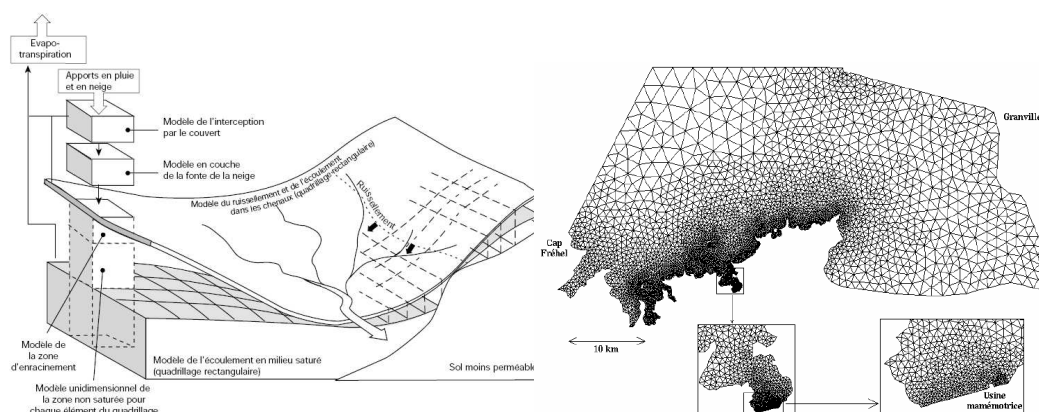 Evapo-
transpiration
Apports en pluie
et en neige
Modèle de l'interception
par le couvert
Modèle en couche
de la fonte de la neige
Modèle du ruissellement et de l'écoulement
dans les chenaux (quadrillage rectangulaire)
Ruissellement
Modèle de
la zone
d'enracinement
Modèle de l'écoulement en milieu saturé
(quadrillage rectangulaire)
Sol moins perméable
Modèle unidimensionnel de
la zone non saturée pour
chaque élément du quadrillage
Granville
Cap
Fréhel
10 km
Usine
marémotrice